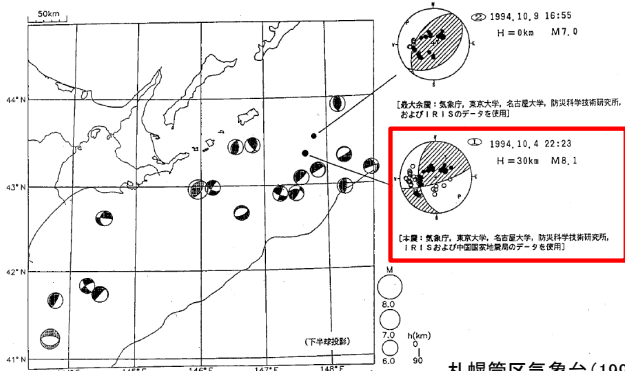 50km
② 1994.10.9 16:55
H=0km M7.0
[最大余震:気象庁, 東京大学, 名古屋大学, 防災科学技術研究所,
およびIRISのデータを使用]
44°N
① 1994.10.4 22:23
H=30km M8.1
43°N
[本震:気象庁, 東京大学, 名古屋大学, 防災科学技術研究所,
IRISおよび中国国家地震局のデータを使用]
42°N
M
8.0
7.0
6.0
h(km)
0
90
(下半球投影)
41°N
146°E
147°E
148°E
札幌管区気象台(199